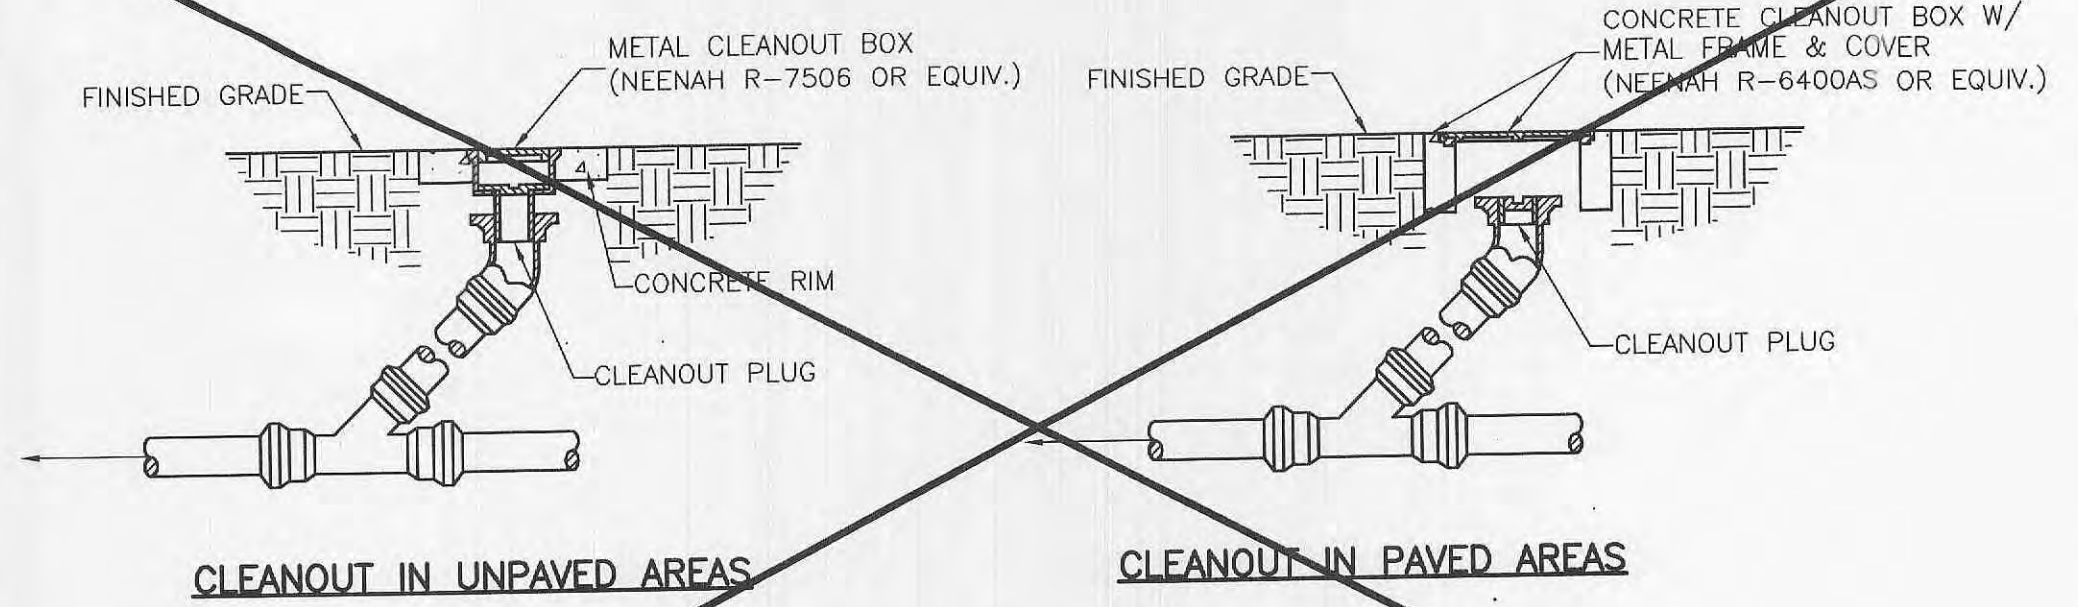 METAL CLEANOUT BOX
(NEENAH R-7506 OR EQUIV.)
FINISHED GRADE
CONCRETE RIM
CLEANOUT PLUG
CLEANOUT IN UNPAVED AREAS
CONCRETE CLEANOUT BOX W/
METAL FRAME & COVER
(NEENAH R-6400AS OR EQUIV.)
FINISHED GRADE
CLEANOUT PLUG
CLEANOUT IN PAVED AREAS